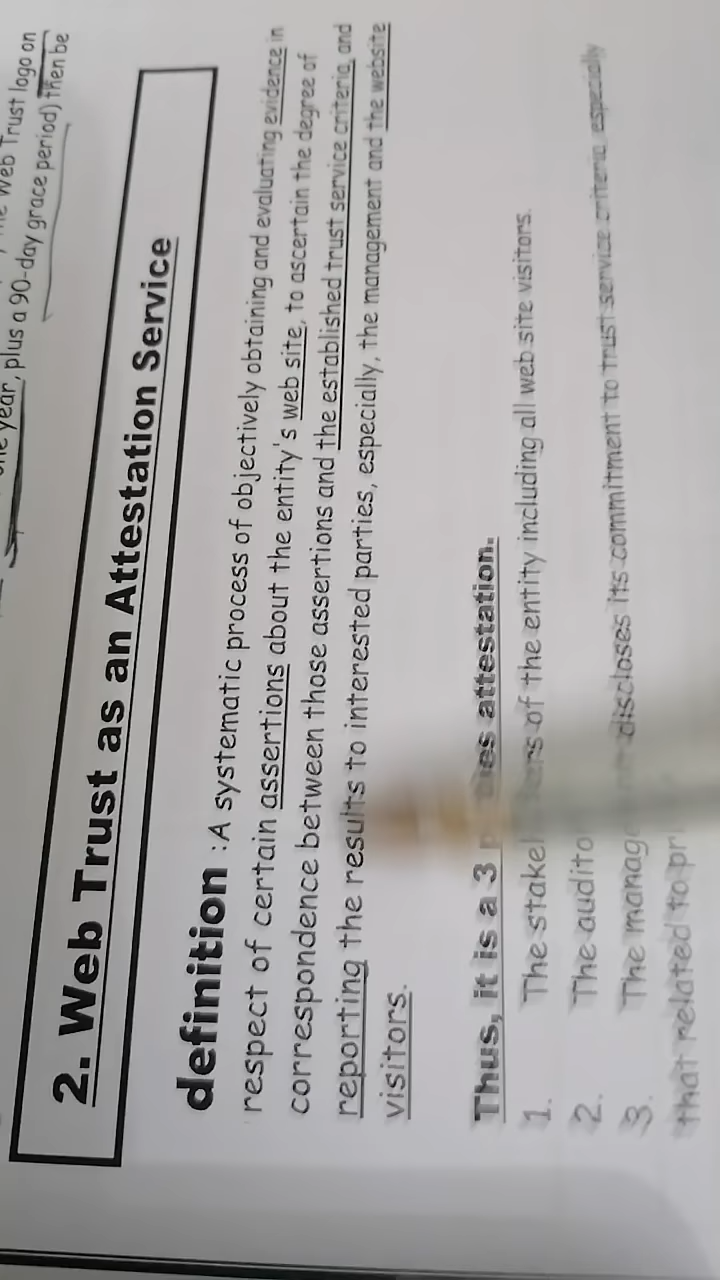 Web Trust logo on
one year, plus a 90-day grace period) then be
2. Web Trust as an Attestation Service
definition :A systematic process of objectively obtaining and evaluating evidence in
respect of certain assertions about the entity's web site, to ascertain the degree of
correspondence between those assertions and the established trust service criteria, and
reporting the results to interested parties, especially, the management and the website
visitors.
Thus, it is a 3 attestation.
1. The of the entity including all web site visitors.
2. The
3. The discloses its commitment to trust service criteria especially
that related to